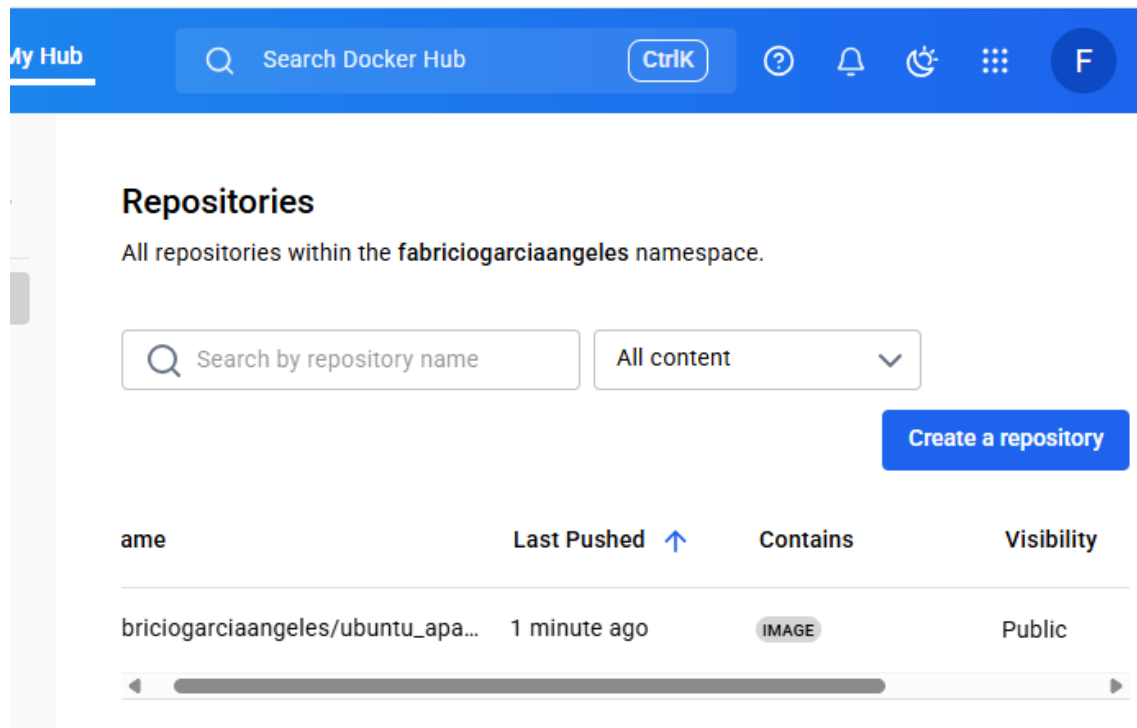 My Hub Search Docker Hub CtrlK F
Repositories
All repositories within the fabriciogarciaangeles namespace.
Search by repository name All content
Create a repository
ame Last Pushed Contains Visibility
briciogarciaangeles/ubuntu_apa... 1 minute ago IMAGE Public